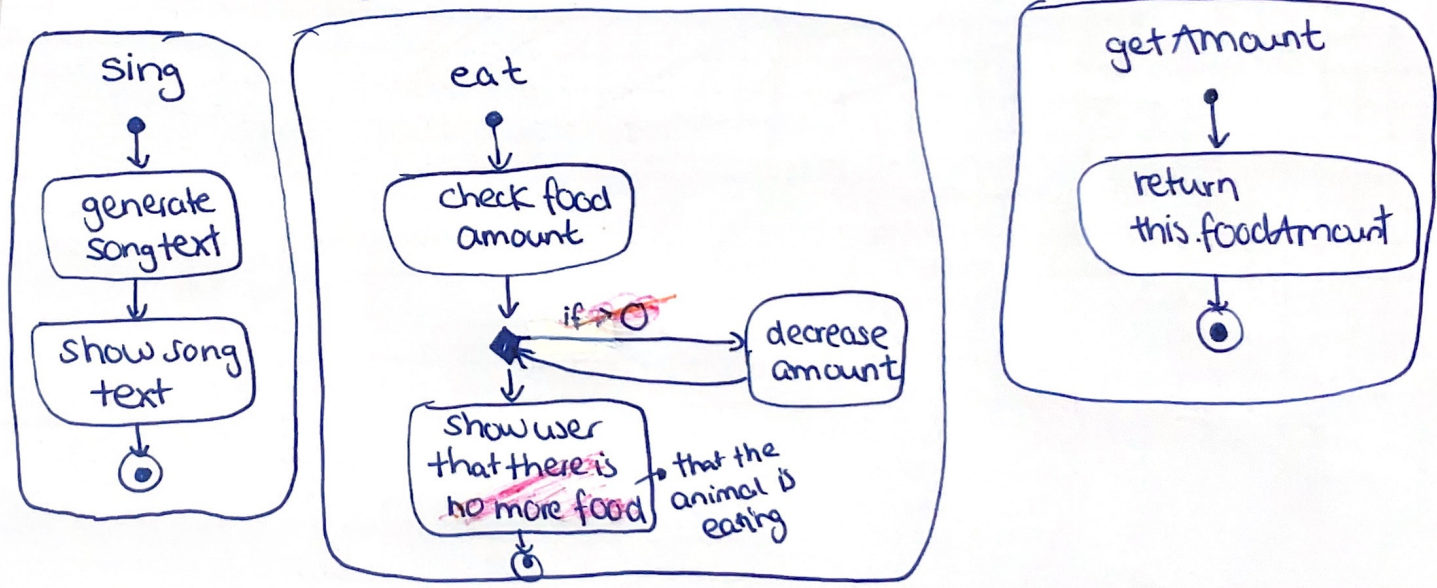 sing
generate
songtext
show song
text
eat
check food
amount
if > 0
decrease
amount
show user
that there is
no more food
that the
animal is
eating
getAmount
return
this.foodAmount